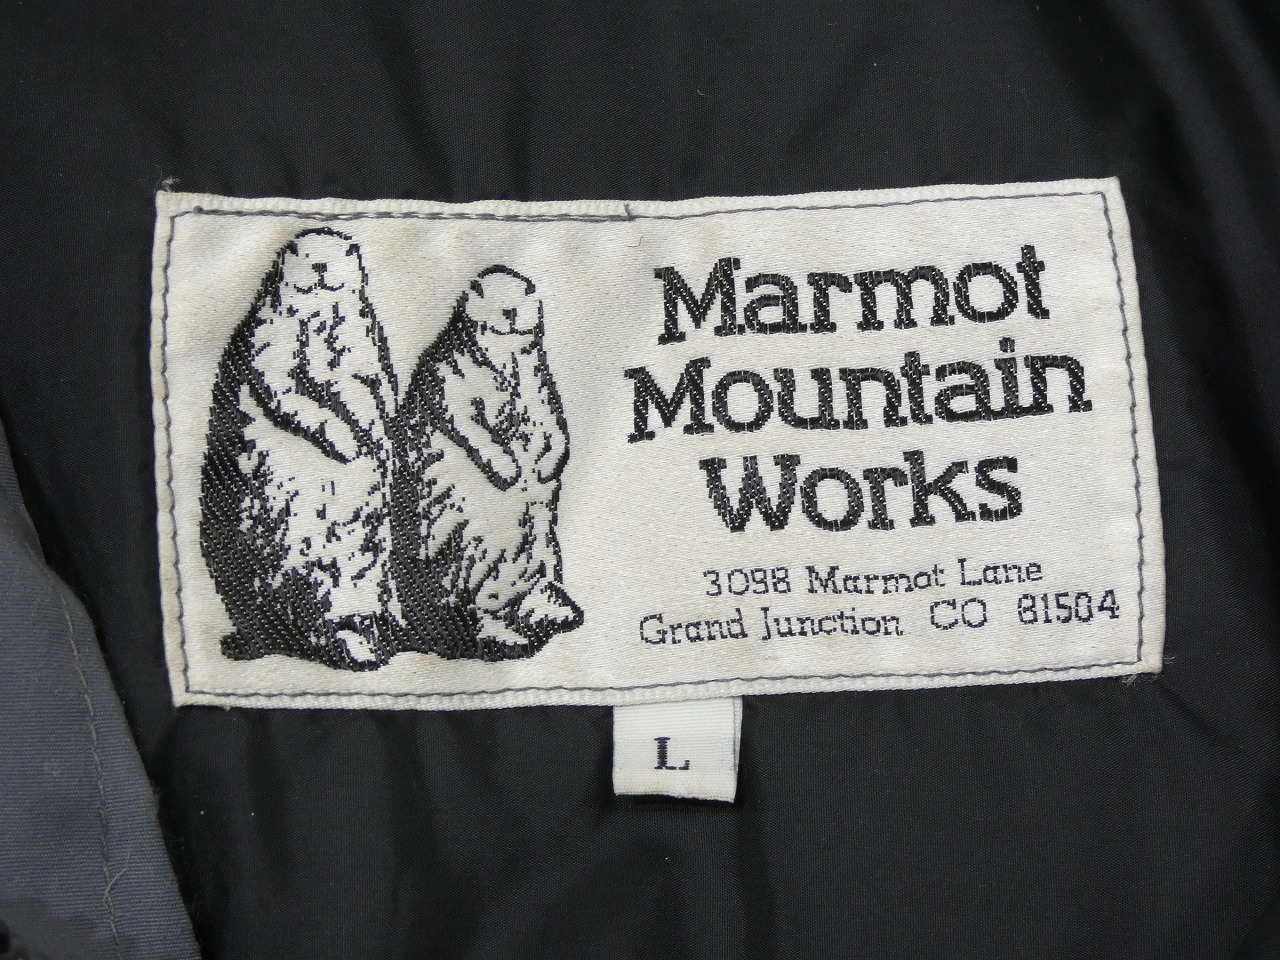 Marmot
Mountain
Works
3098 Marmot Lane
Grand Junction CO 81504
L